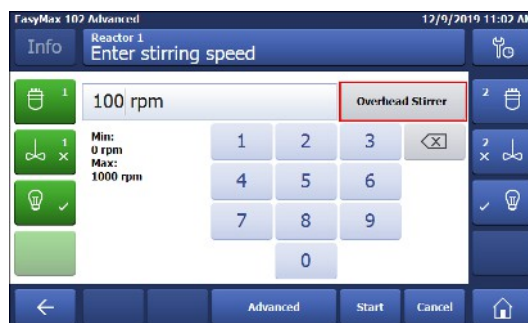 EasyMax 102 Advanced 12/9/2019 11:02 AM
Info
Reactor 1
Enter stirring speed
1
100 rpm
Overhead Stirrer
2
1
Min:
0 rpm
Max:
1000 rpm
1 2 3
2
4 5 6
7 8 9
0
Advanced Start Cancel